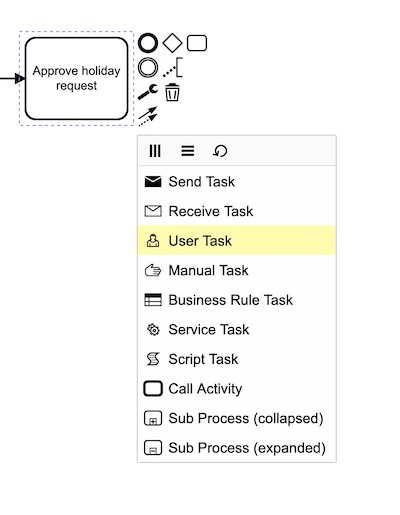 Approve holiday
request
Send Task
Receive Task
User Task
Manual Task
Business Rule Task
Service Task
Script Task
Call Activity
Sub Process (collapsed)
Sub Process (expanded)